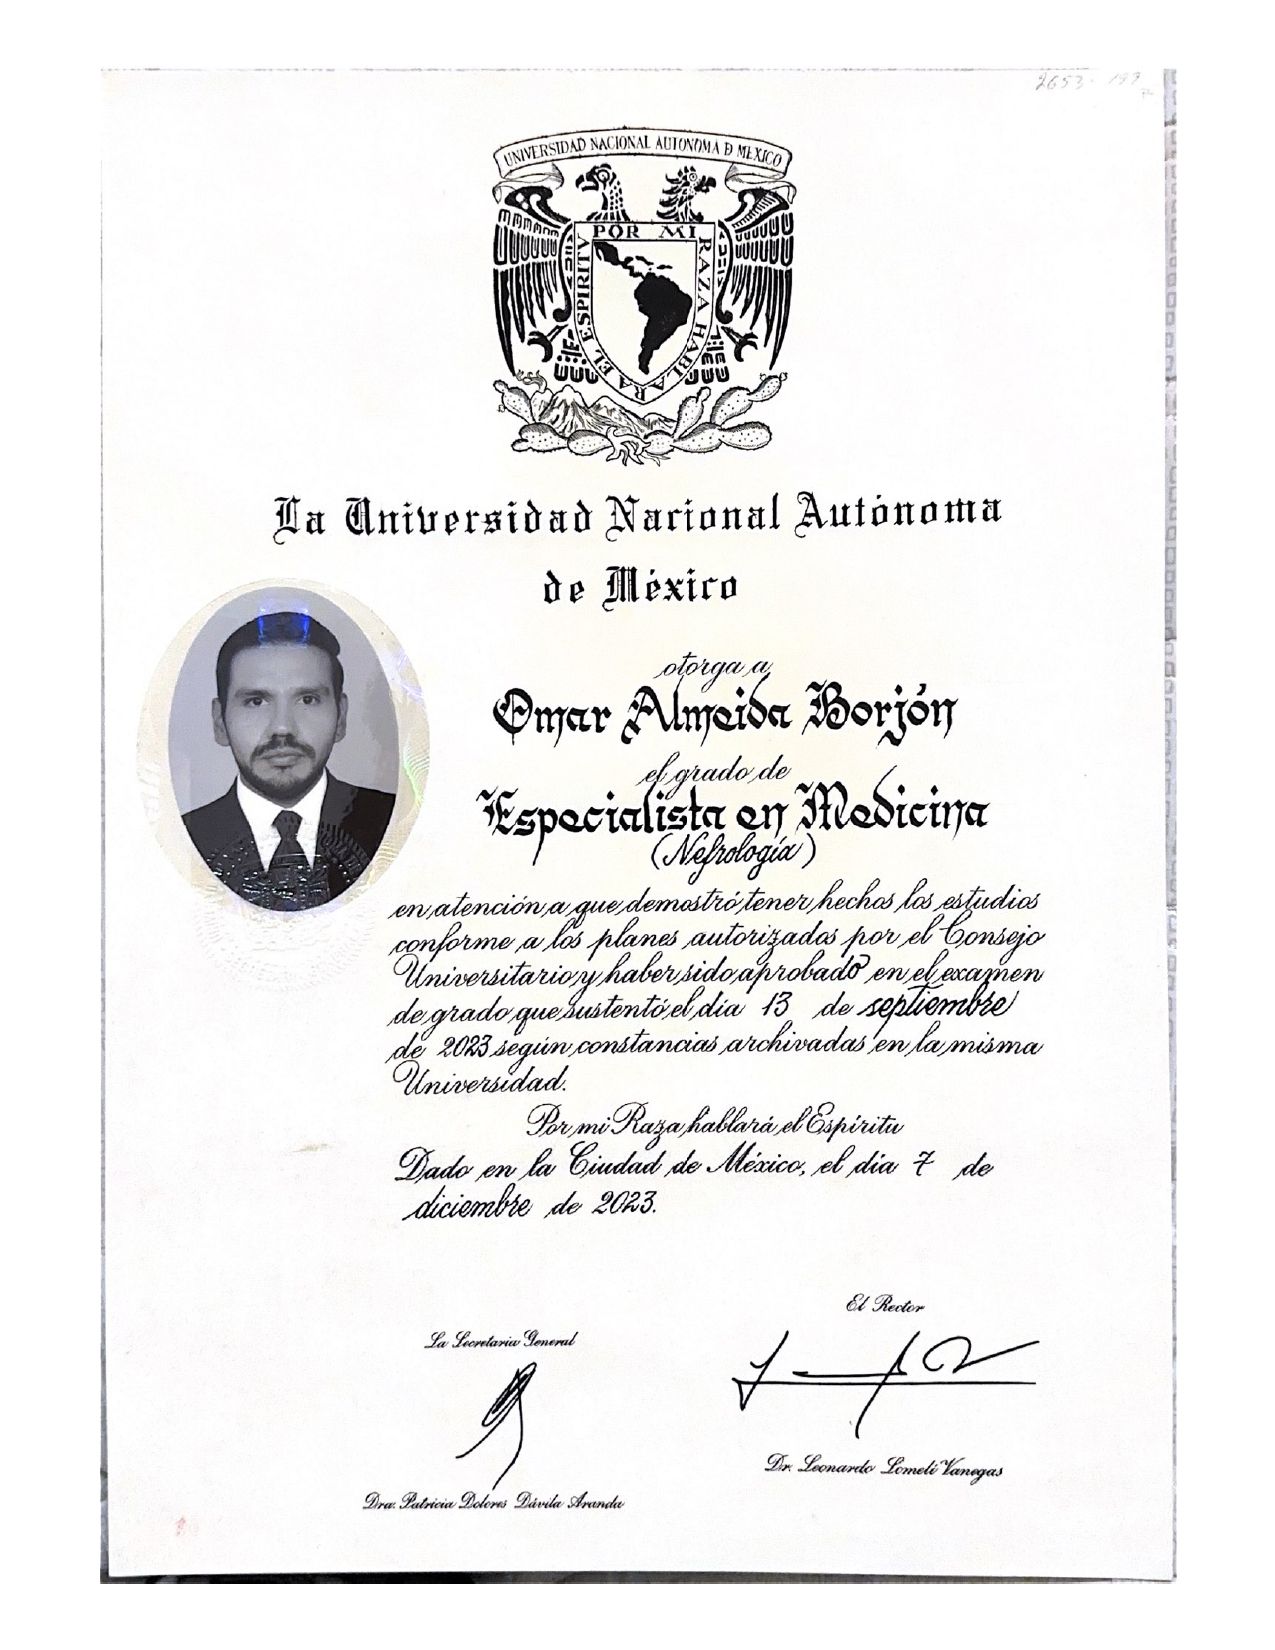 2653-199
UNIVERSIDAD NACIONAL AUTONOMA D MEXICO
POR MI RAZA HABLARA EL ESPIRITV
La Universidad Nacional Autónoma
de México
otorga a
Omar Almeida Borjón
el grado de
Especialista en Medicina
(Nefrología)
en atención a que demostró tener hechos los estudios
conforme a los planes autorizados por el Consejo
Universitario y haber sido aprobado en el examen
de grado que sustentó el día 13 de septiembre
de 2023 según constancias archivadas en la misma
Universidad.
Por mi Raza hablará el Espíritu
Dado en la Ciudad de México, el día 7 de
diciembre de 2023.
El Rector
La Secretaria General
Dr. Leonardo Lomelí Vanegas
Dra. Patricia Dolores Dávila Aranda